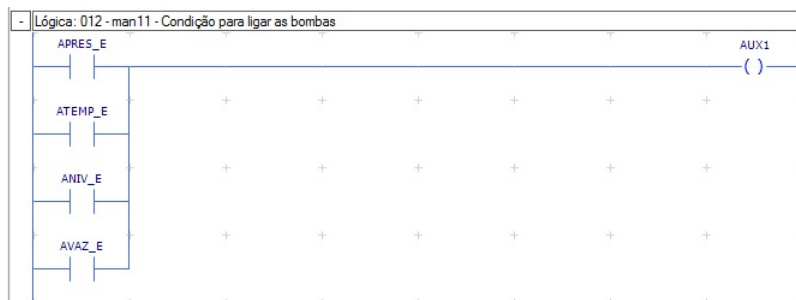 - Lógica: 012 - man11 - Condição para ligar as bombas
APRES_E
AUX1
ATEMP_E
ANIV_E
AVAZ_E